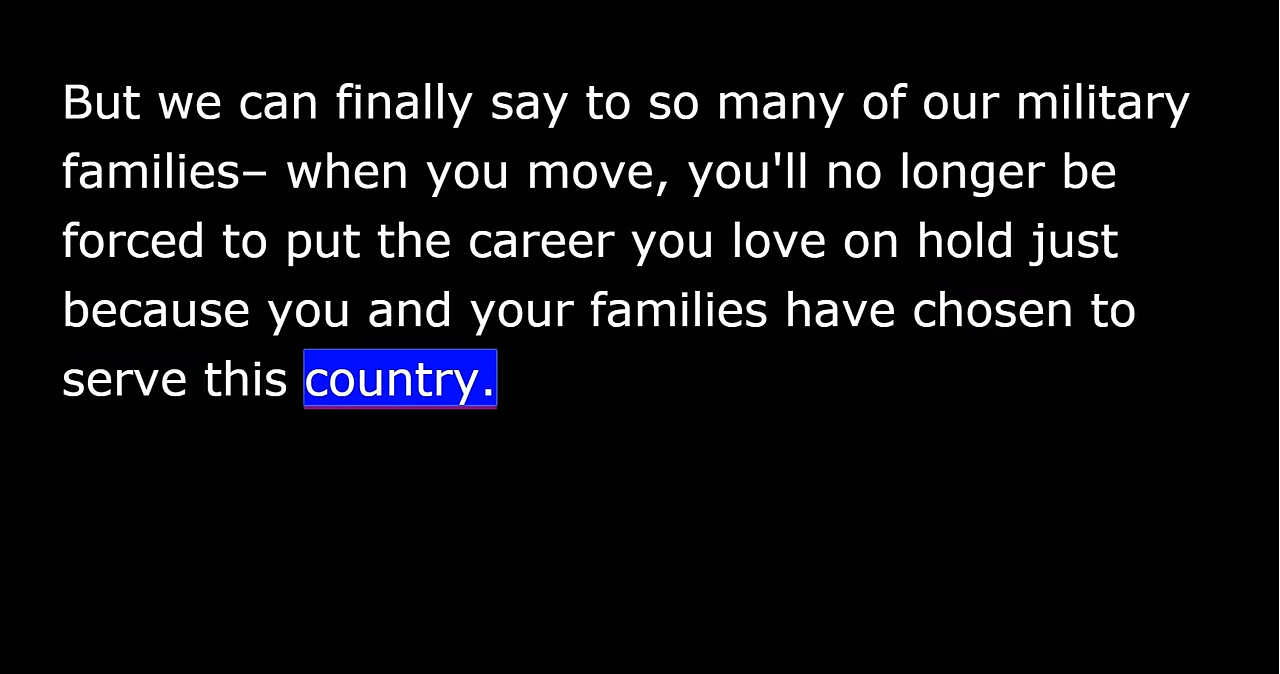 But we can finally say to so many of our military
families– when you move, you'll no longer be
forced to put the career you love on hold just
because you and your families have chosen to
serve this country.